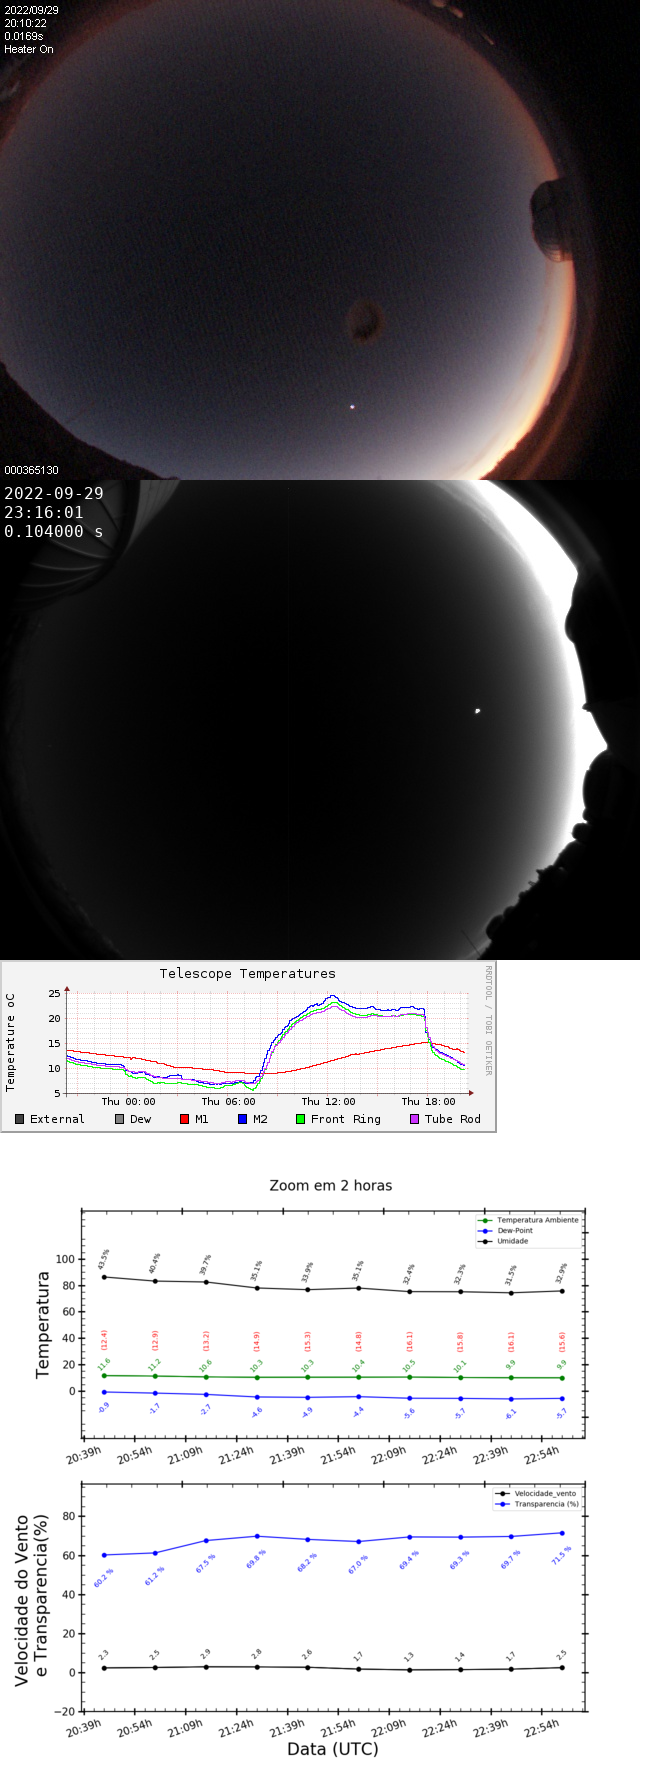 2022/09/29
20:10:22
0.0169s
Heater On
000365130
2022-09-29
23:16:01
0.104000 s
Telescope Temperatures
RRDTOOL / TOBI OETIKER
Temperature oC
25
20
15
10
5
Thu 00:00 Thu 06:00 Thu 12:00 Thu 18:00
External Dew M1 M2 Front Ring Tube Rod
Zoom em 2 horas
Temperatura Ambiente
Dew-Point
Umidade
Temperatura
100
80
60
40
20
0
43.5% 40.4% 39.7% 35.1% 33.9% 35.1% 32.4% 32.3% 31.5% 32.9%
(12.4) (12.9) (13.2) (14.9) (15.3) (14.8) (16.1) (15.8) (16.1) (15.6)
11.6 11.2 10.6 10.3 10.3 10.4 10.5 10.1 9.9 9.9
-0.9 -1.7 -2.7 -4.6 -4.9 -4.4 -5.6 -5.7 -6.1 -5.7
20:39h 20:54h 21:09h 21:24h 21:39h 21:54h 22:09h 22:24h 22:39h 22:54h
Velocidade_vento
Transparencia (%)
Velocidade do Vento
e Transparencia(%)
80
60
40
20
0
−20
60.2 % 61.2 % 67.5 % 69.8 % 68.2 % 67.0 % 69.4 % 69.3 % 69.7 % 71.5 %
2.3 2.5 2.9 2.8 2.6 1.7 1.3 1.4 1.7 2.5
20:39h 20:54h 21:09h 21:24h 21:39h 21:54h 22:09h 22:24h 22:39h 22:54h
Data (UTC)